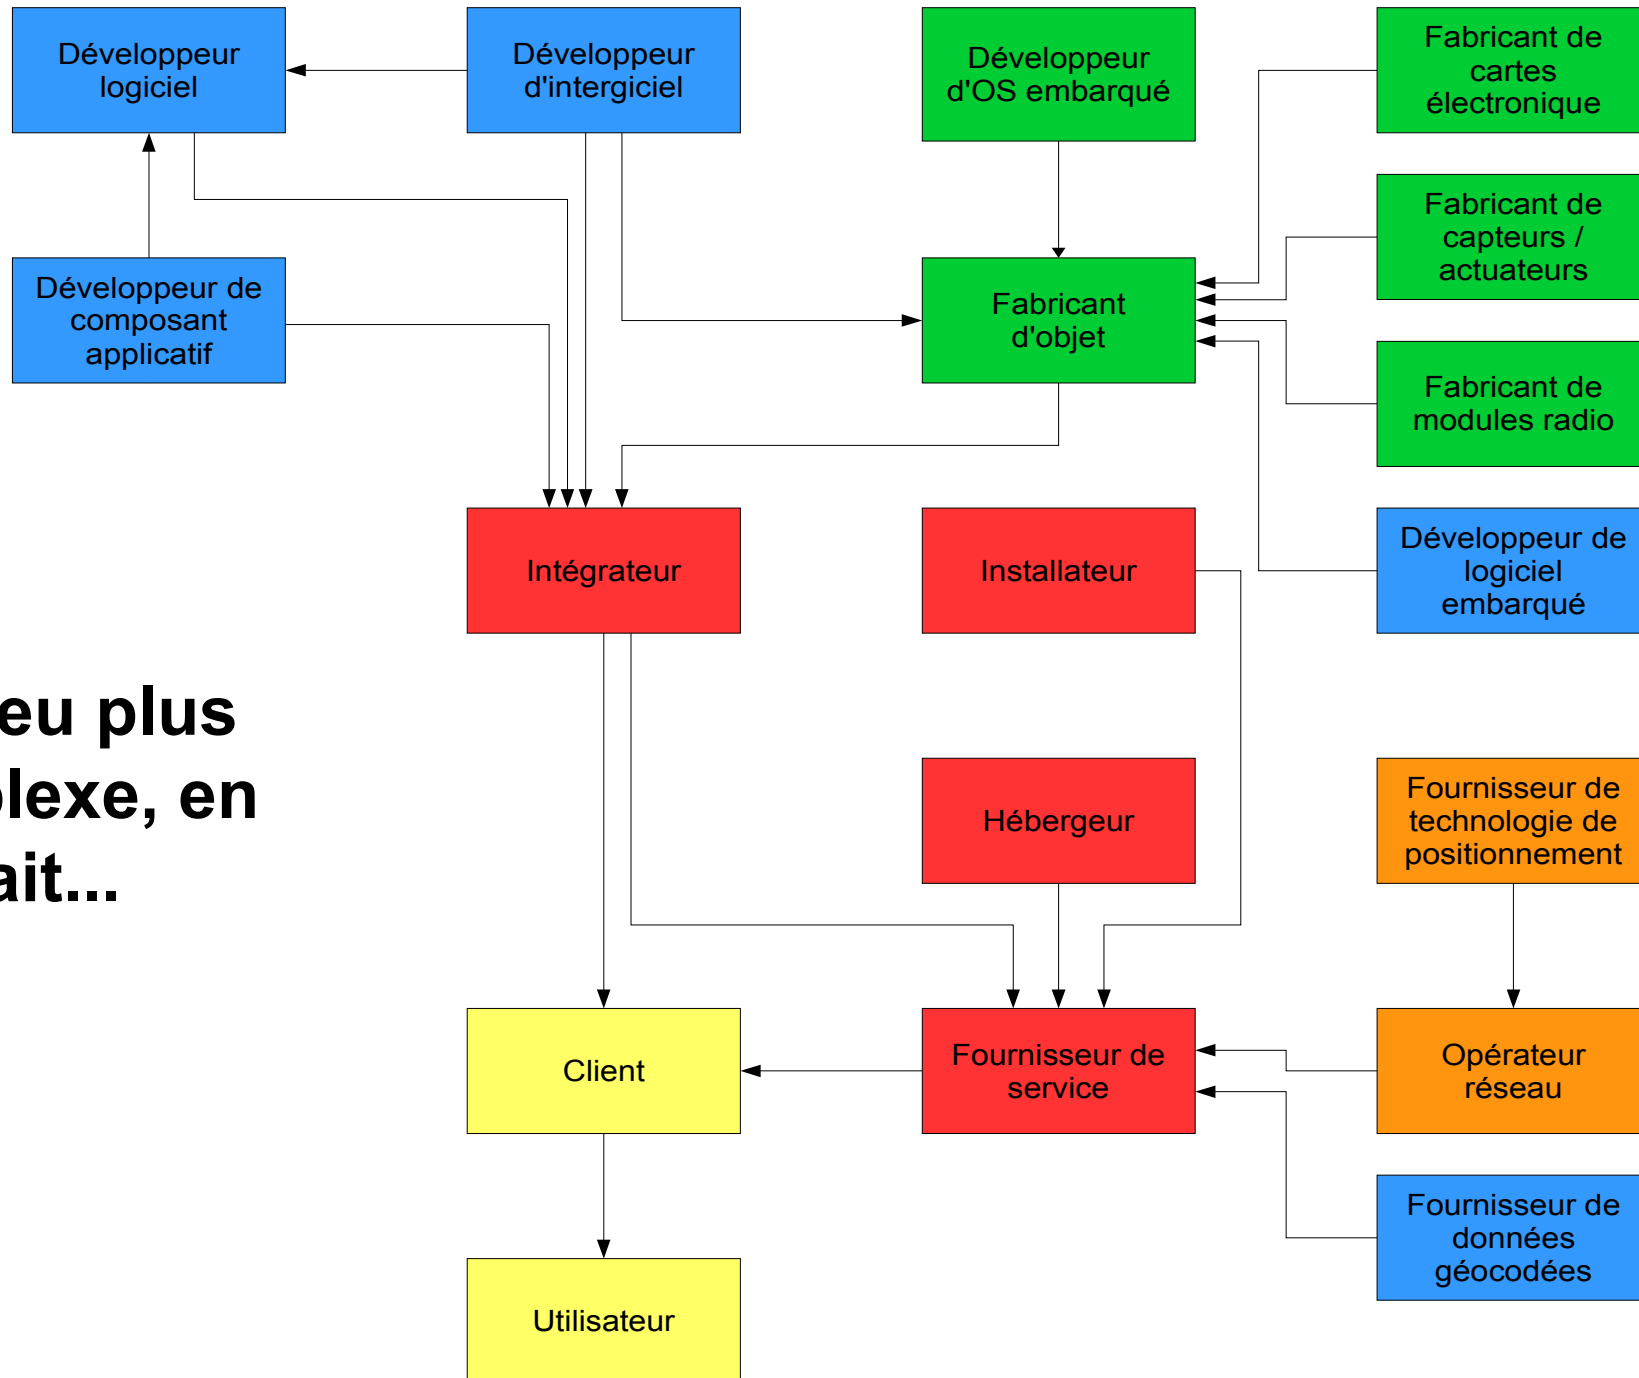 Développeur
logiciel
Développeur
d'intergiciel
Développeur
d'OS embarqué
Fabricant de
cartes
électronique
Fabricant de
capteurs /
actuateurs
Développeur de
composant
applicatif
Fabricant
d'objet
Fabricant de
modules radio
Intégrateur
Installateur
Développeur de
logiciel
embarqué
eu plus
plexe, en
ait...
Hébergeur
Fournisseur de
technologie de
positionnement
Client
Fournisseur de
service
Opérateur
réseau
Fournisseur de
données
géocodées
Utilisateur